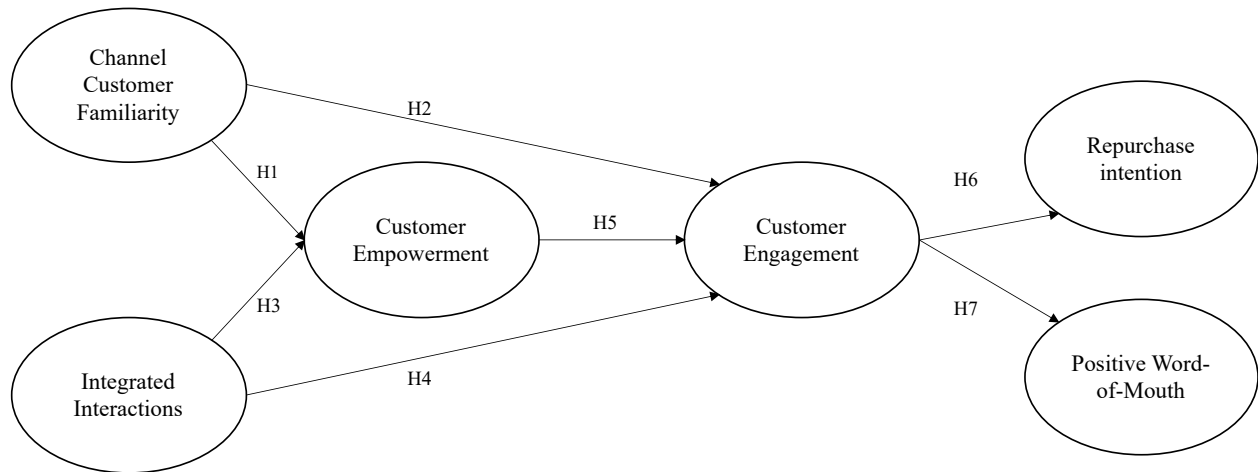 Channel
Customer
Familiarity
H2
H1
Repurchase
intention
H6
Customer
Empowerment
H5
Customer
Engagement
H3
H7
H4
Integrated
Interactions
Positive Word-
of-Mouth